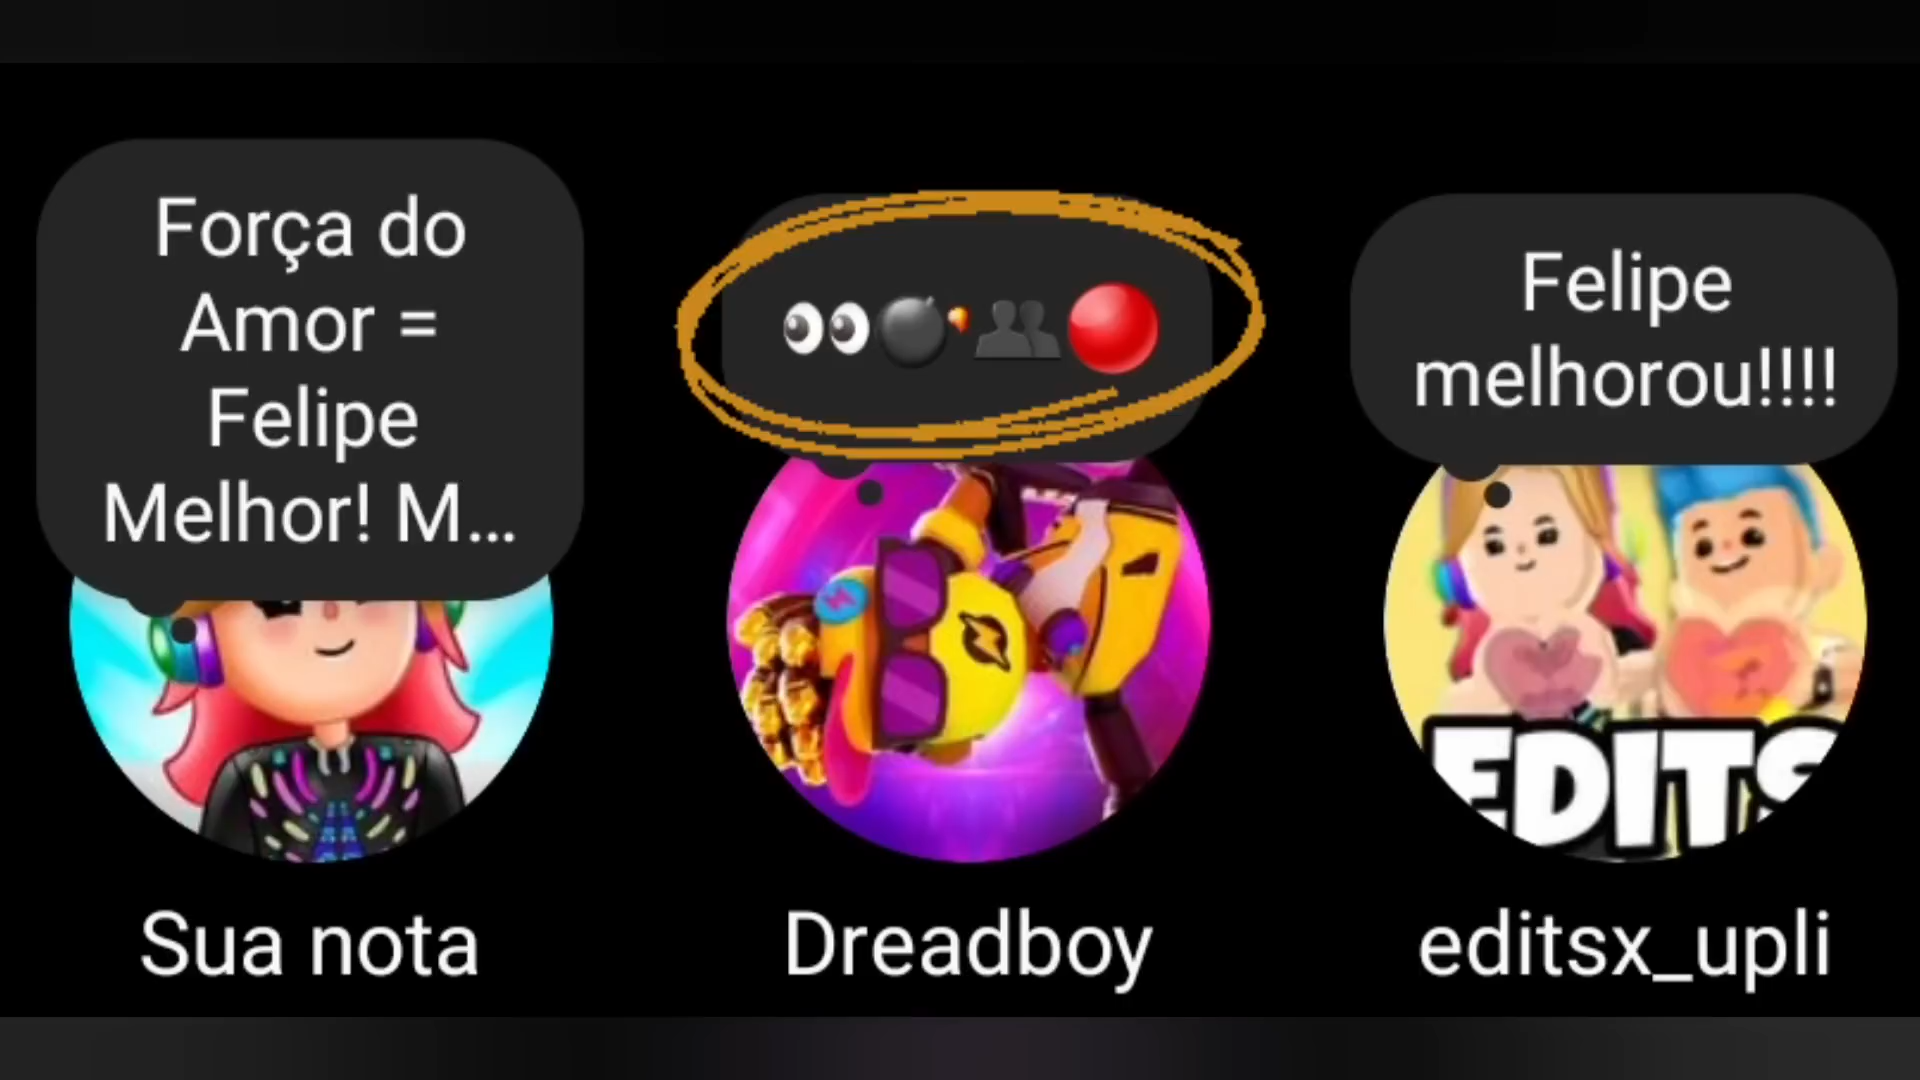 Força do
Amor =
Felipe
Melhor! M...
👀💣👥🔴
Felipe
melhorou!!!!
EDITS
Sua nota
Dreadboy
editsx_upli